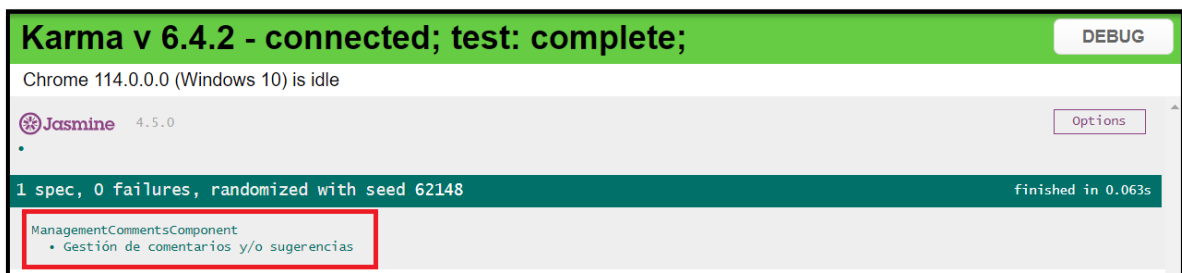 Karma v 6.4.2 - connected; test: complete;
DEBUG
Chrome 114.0.0.0 (Windows 10) is idle
Jasmine 4.5.0
Options
1 spec, 0 failures, randomized with seed 62148
finished in 0.063s
ManagementCommentsComponent
• Gestión de comentarios y/o sugerencias